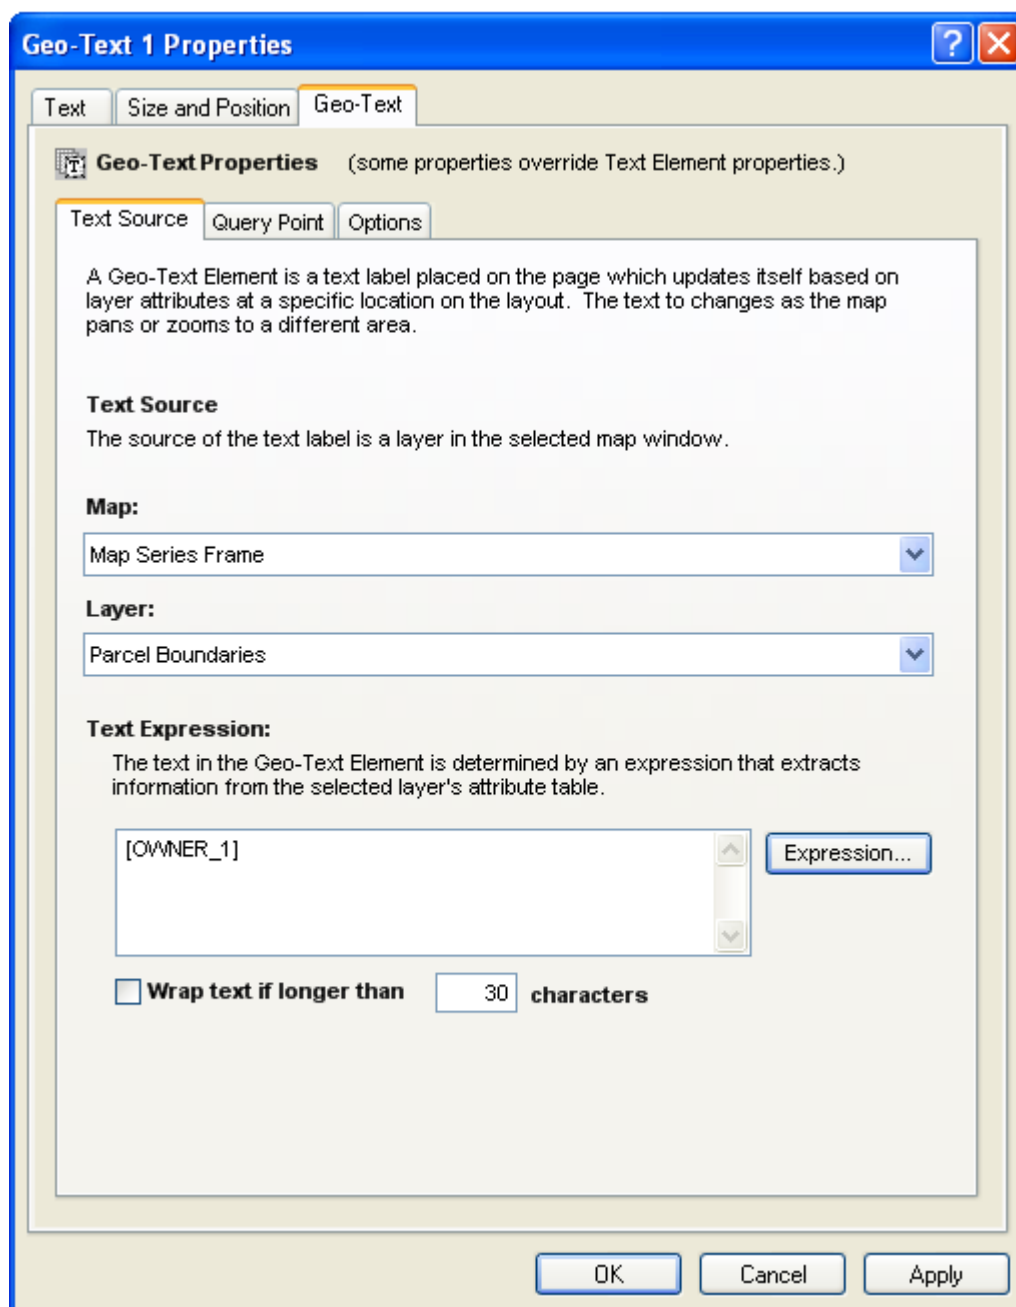 Geo-Text 1 Properties
Text
Size and Position
Geo-Text
Geo-Text Properties (some properties override Text Element properties.)
Text Source
Query Point
Options
A Geo-Text Element is a text label placed on the page which updates itself based on
layer attributes at a specific location on the layout. The text to changes as the map
pans or zooms to a different area.
Text Source
The source of the text label is a layer in the selected map window.
Map:
Map Series Frame
Layer:
Parcel Boundaries
Text Expression:
The text in the Geo-Text Element is determined by an expression that extracts
information from the selected layer's attribute table.
[OWNER_1]
Expression...
Wrap text if longer than 30 characters
OK
Cancel
Apply